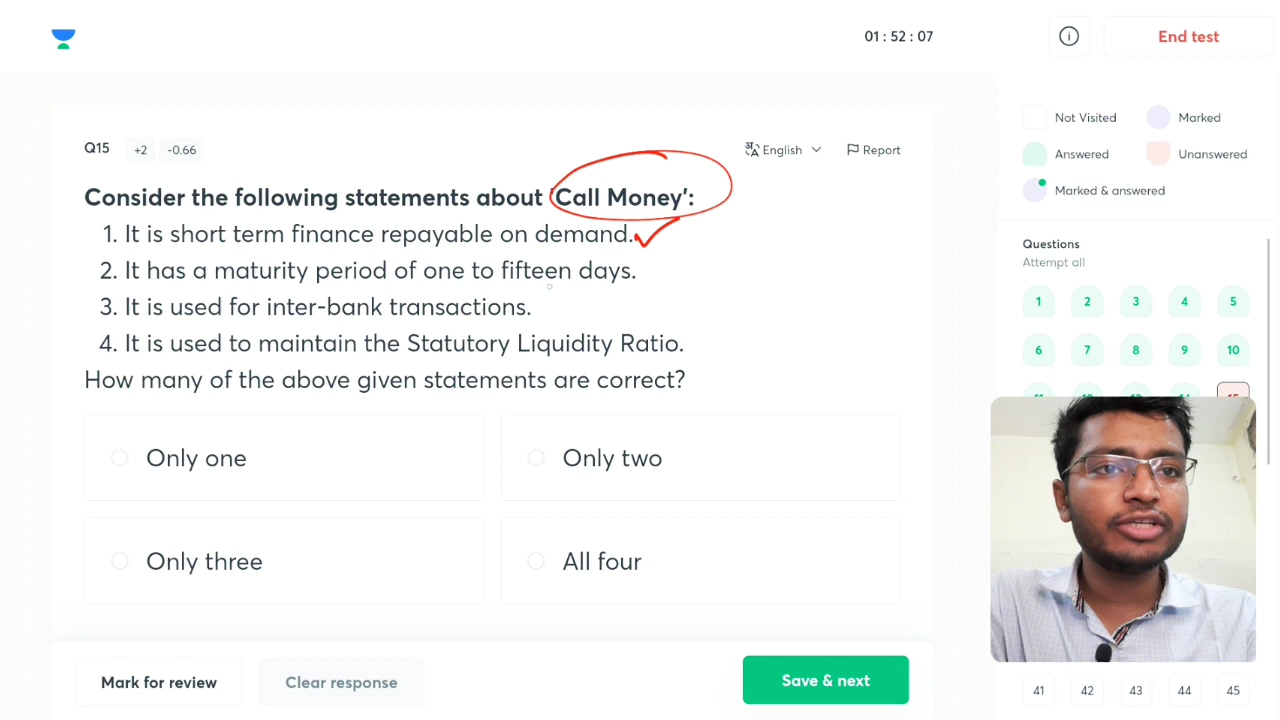 01 : 52 : 07
End test
Q15
+2
-0.66
English
Report
Consider the following statements about 'Call Money':
1. It is short term finance repayable on demand.
2. It has a maturity period of one to fifteen days.
3. It is used for inter-bank transactions.
4. It is used to maintain the Statutory Liquidity Ratio.
How many of the above given statements are correct?
Only one
Only two
Only three
All four
Mark for review
Clear response
Save & next
Not Visited
Marked
Answered
Unanswered
Marked & answered
Questions
Attempt all
1 2 3 4 5
6 7 8 9 10
41 42 43 44 45